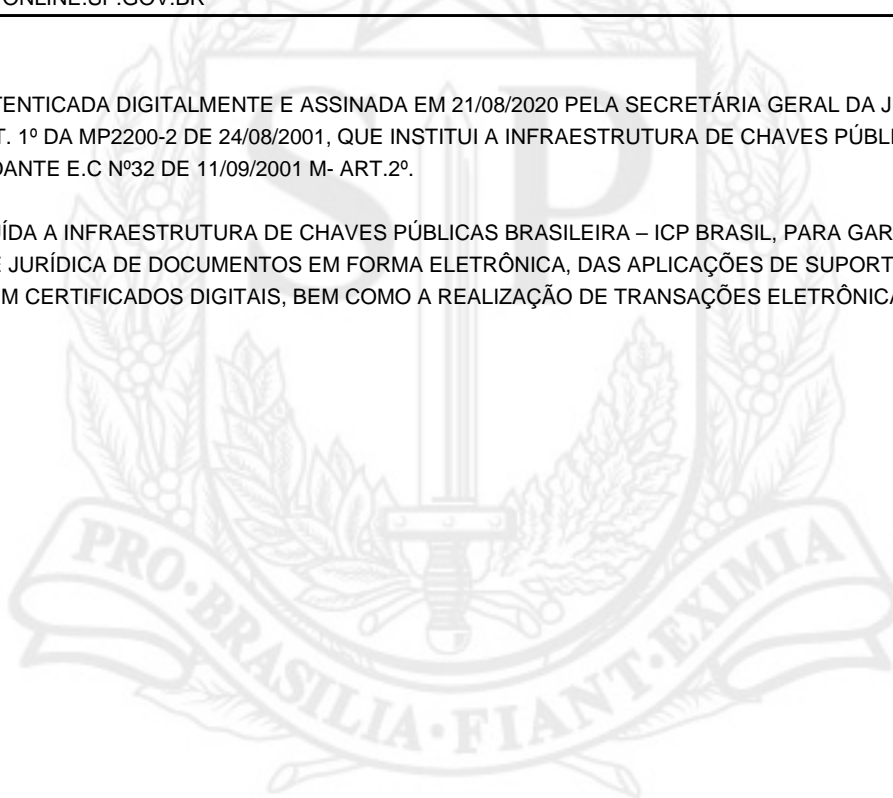 ONLINE.SP.GOV.BR
TENTICADA DIGITALMENTE E ASSINADA EM 21/08/2020 PELA SECRETÁRIA GERAL DA J
T. 1º DA MP2200-2 DE 24/08/2001, QUE INSTITUI A INFRAESTRUTURA DE CHAVES PÚBL
DANTE E.C Nº32 DE 11/09/2001 M- ART.2º.
ÍDA A INFRAESTRUTURA DE CHAVES PÚBLICAS BRASILEIRA – ICP BRASIL, PARA GAR
E JURÍDICA DE DOCUMENTOS EM FORMA ELETRÔNICA, DAS APLICAÇÕES DE SUPORT
M CERTIFICADOS DIGITAIS, BEM COMO A REALIZAÇÃO DE TRANSAÇÕES ELETRÔNICA
SP
PRO·BRASILIA·FIANT·EXIMIA